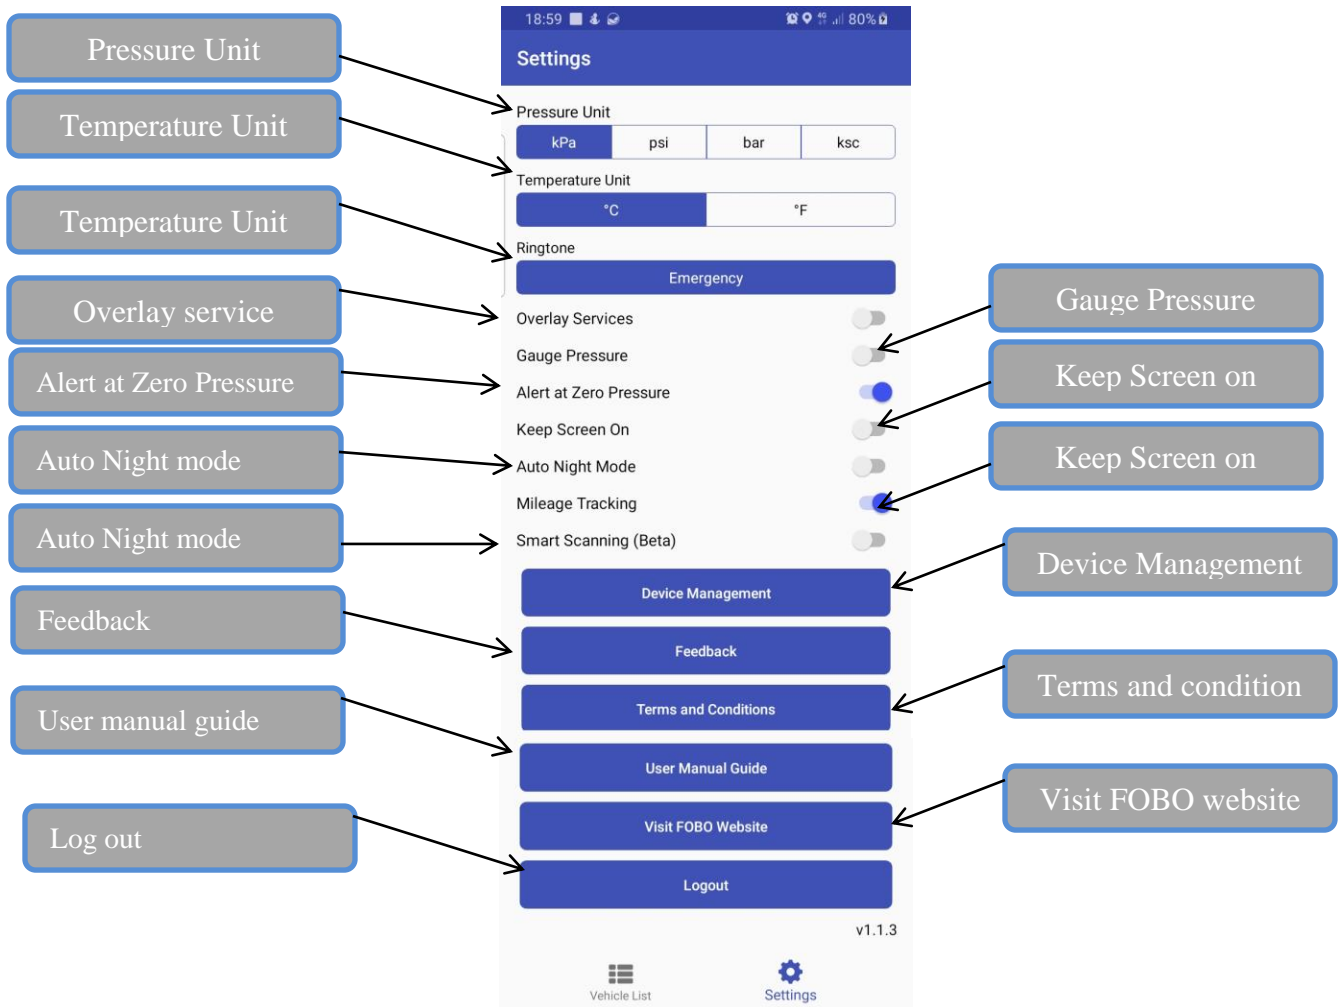 Pressure Unit
Temperature Unit
Temperature Unit
Overlay service
Alert at Zero Pressure
Auto Night mode
Auto Night mode
Feedback
User manual guide
Log out
18:59
4G
80%
Settings
Pressure Unit
kPa psi bar ksc
Temperature Unit
°C °F
Ringtone
Emergency
Overlay Services
Gauge Pressure
Alert at Zero Pressure
Keep Screen On
Auto Night Mode
Mileage Tracking
Smart Scanning (Beta)
Device Management
Feedback
Terms and Conditions
User Manual Guide
Visit FOBO Website
Logout
v1.1.3
Vehicle List Settings
Gauge Pressure
Keep Screen on
Keep Screen on
Device Management
Terms and condition
Visit FOBO website